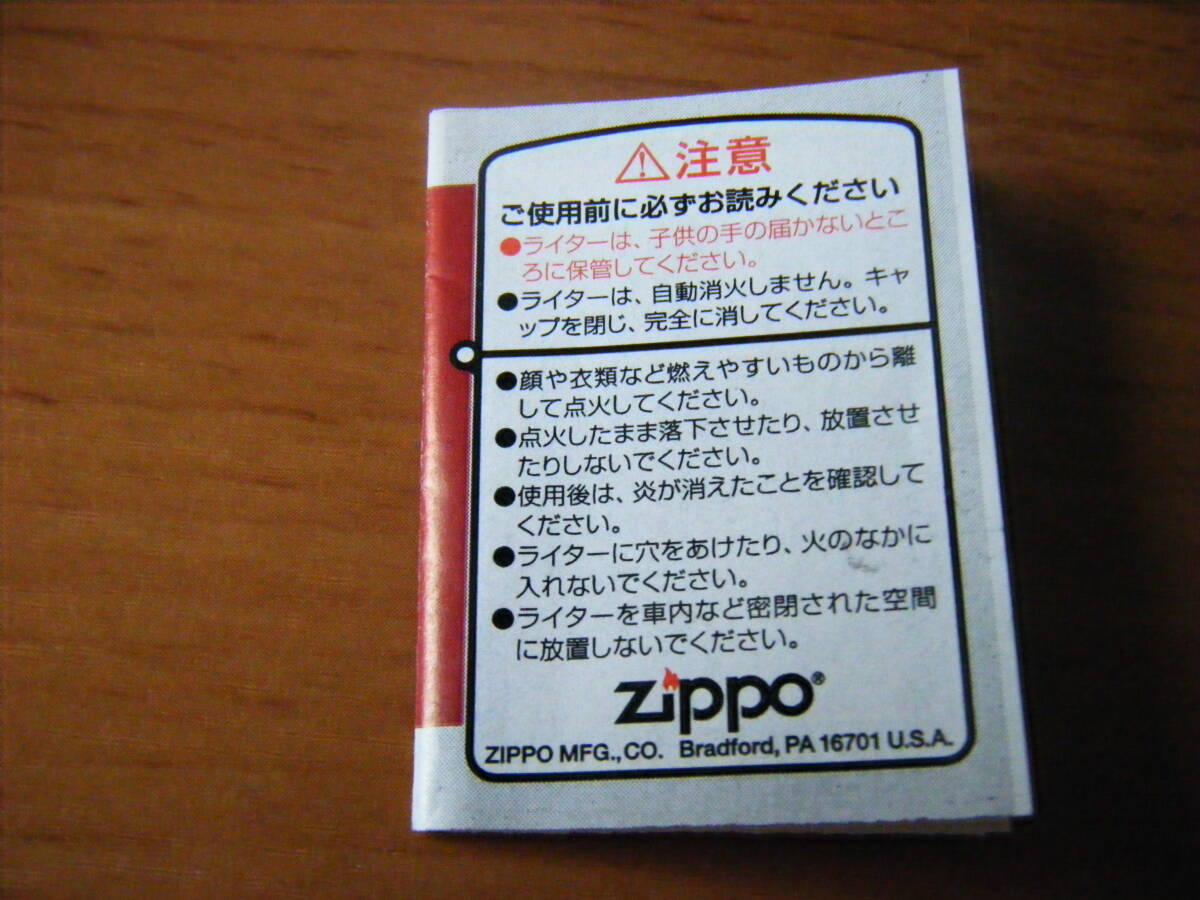 ⚠注意
ご使用前に必ずお読みください
●ライターは、子供の手の届かないとこ
ろに保管してください。
●ライターは、自動消火しません。キャ
ップを閉じ、完全に消してください。
●顔や衣類など燃えやすいものから離
して点火してください。
●点火したまま落下させたり、放置させ
たりしないでください。
●使用後は、炎が消えたことを確認して
ください。
●ライターに穴をあけたり、火のなかに
入れないでください。
●ライターを車内など密閉された空間
に放置しないでください。
zippo®
ZIPPO MFG.,CO. Bradford, PA 16701 U.S.A.